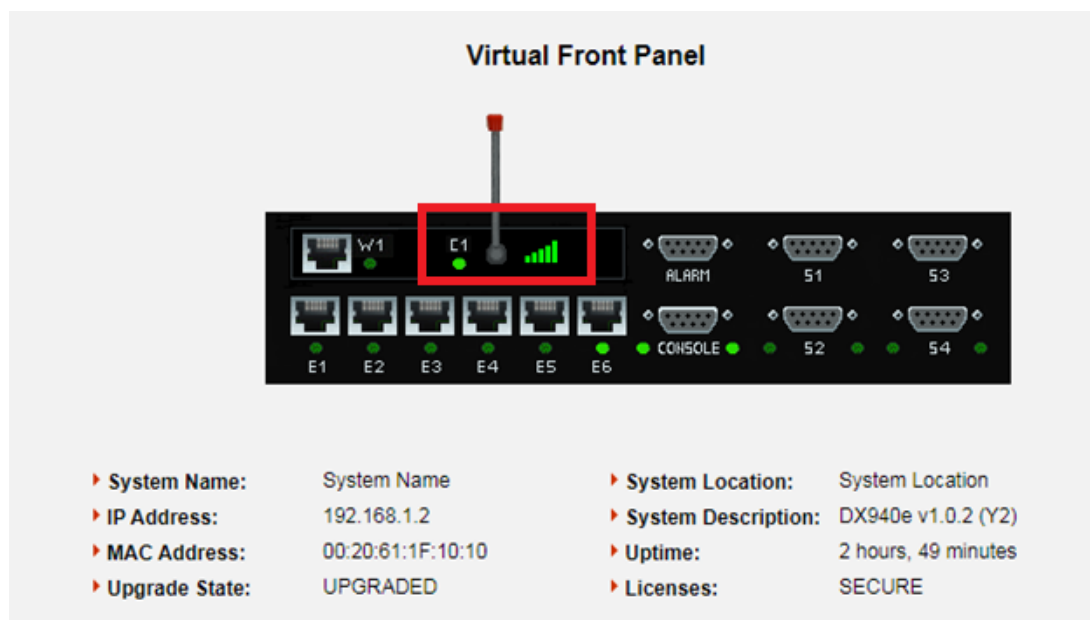 Virtual Front Panel
W1 C1
ALARM S1 S3
CONSOLE S2 S4
E1 E2 E3 E4 E5 E6
System Name: System Name System Location: System Location
IP Address: 192.168.1.2 System Description: DX940e v1.0.2 (Y2)
MAC Address: 00:20:61:1F:10:10 Uptime: 2 hours, 49 minutes
Upgrade State: UPGRADED Licenses: SECURE